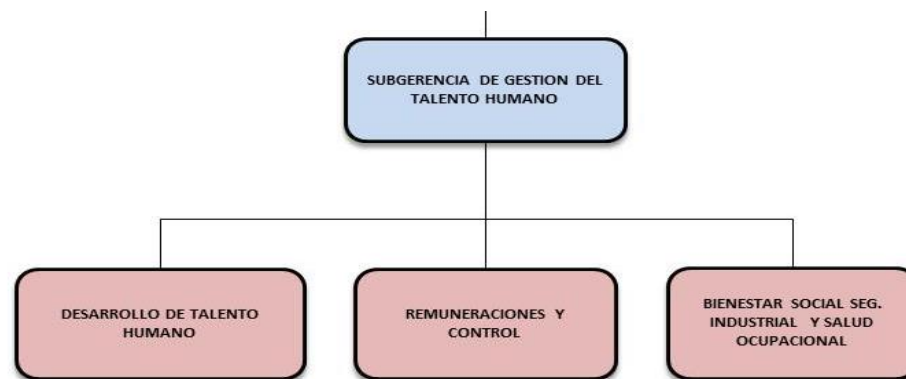 SUBGERENCIA DE GESTION DEL
TALENTO HUMANO
DESARROLLO DE TALENTO
HUMANO
REMUNERACIONES Y
CONTROL
BIENESTAR SOCIAL SEG.
INDUSTRIAL Y SALUD
OCUPACIONAL